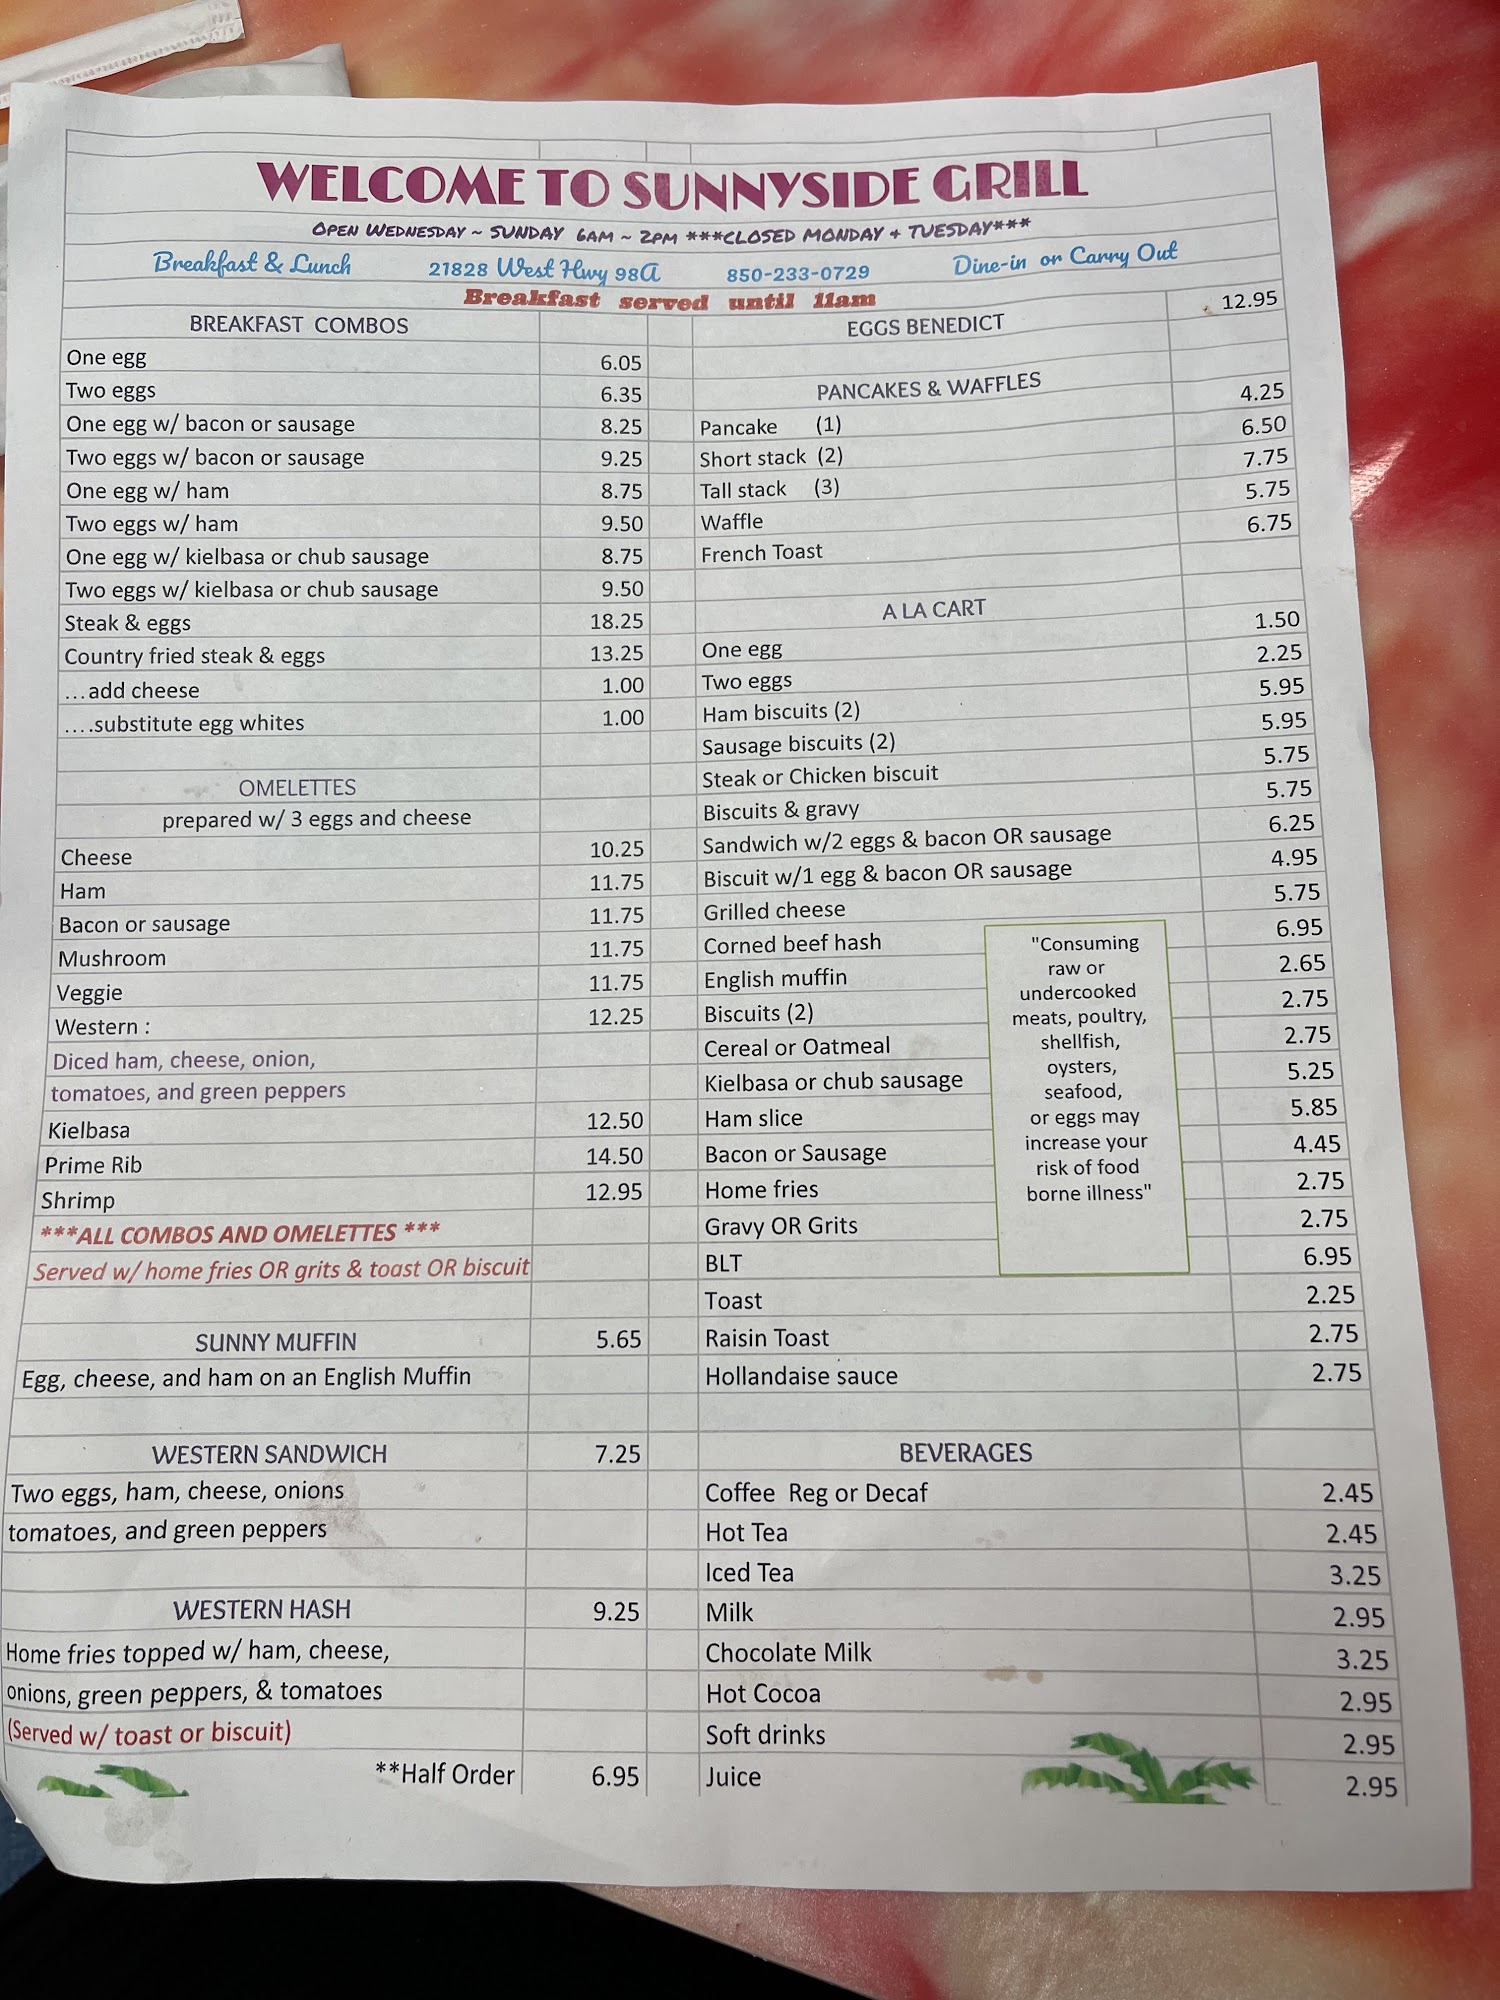 WELCOME TO SUNNYSIDE GRILL
OPEN WEDNESDAY ~ SUNDAY 6AM ~ 2PM ***CLOSED MONDAY + TUESDAY***
Breakfast & Lunch 21828 West Hwy 98A 850-233-0729 Dine-in or Carry Out
Breakfast served until 11am
BREAKFAST COMBOS
One egg 6.05
Two eggs 6.35
One egg w/ bacon or sausage 8.25
Two eggs w/ bacon or sausage 9.25
One egg w/ ham 8.75
Two eggs w/ ham 9.50
One egg w/ kielbasa or chub sausage 8.75
Two eggs w/ kielbasa or chub sausage 9.50
Steak & eggs 18.25
Country fried steak & eggs 13.25
...add cheese 1.00
....substitute egg whites 1.00
OMELETTES
prepared w/ 3 eggs and cheese
Cheese 10.25
Ham 11.75
Bacon or sausage 11.75
Mushroom 11.75
Veggie 11.75
Western : 12.25
Diced ham, cheese, onion,
tomatoes, and green peppers
Kielbasa 12.50
Prime Rib 14.50
Shrimp 12.95
***ALL COMBOS AND OMELETTES ***
Served w/ home fries OR grits & toast OR biscuit
SUNNY MUFFIN 5.65
Egg, cheese, and ham on an English Muffin
WESTERN SANDWICH 7.25
Two eggs, ham, cheese, onions
tomatoes, and green peppers
WESTERN HASH 9.25
Home fries topped w/ ham, cheese,
onions, green peppers, & tomatoes
(Served w/ toast or biscuit)
**Half Order 6.95
EGGS BENEDICT 12.95
PANCAKES & WAFFLES
Pancake (1) 4.25
Short stack (2) 6.50
Tall stack (3) 7.75
Waffle 5.75
French Toast 6.75
A LA CART
One egg 1.50
Two eggs 2.25
Ham biscuits (2) 5.95
Sausage biscuits (2) 5.95
Steak or Chicken biscuit 5.75
Biscuits & gravy 5.75
Sandwich w/2 eggs & bacon OR sausage 6.25
Biscuit w/1 egg & bacon OR sausage 4.95
Grilled cheese 5.75
Corned beef hash 6.95
English muffin 2.65
Biscuits (2) 2.75
Cereal or Oatmeal 2.75
Kielbasa or chub sausage 5.25
Ham slice 5.85
Bacon or Sausage 4.45
Home fries 2.75
Gravy OR Grits 2.75
BLT 6.95
Toast 2.25
Raisin Toast 2.75
Hollandaise sauce 2.75
"Consuming
raw or
undercooked
meats, poultry,
shellfish,
oysters,
seafood,
or eggs may
increase your
risk of food
borne illness"
BEVERAGES
Coffee Reg or Decaf 2.45
Hot Tea 2.45
Iced Tea 3.25
Milk 2.95
Chocolate Milk 3.25
Hot Cocoa 2.95
Soft drinks 2.95
Juice 2.95